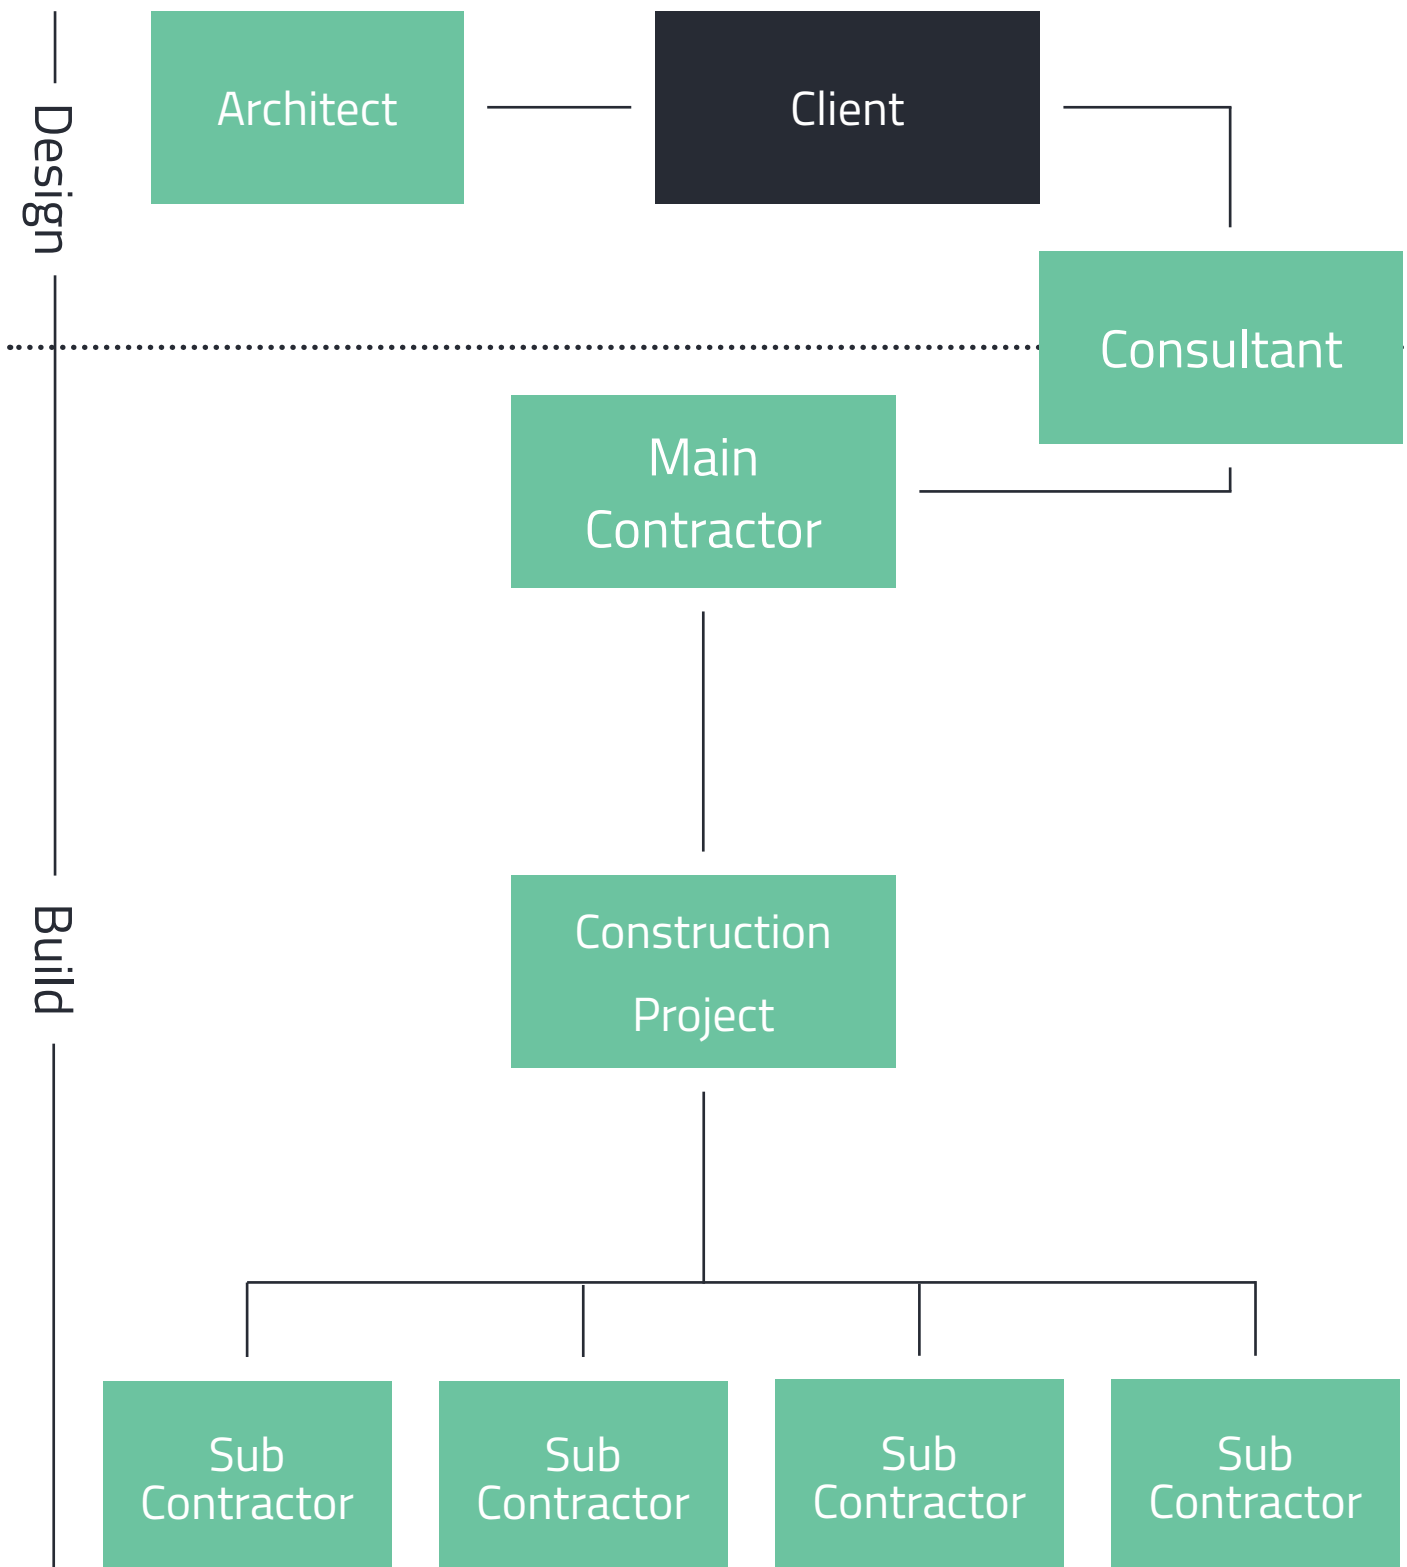 Design
Architect
Client
Consultant
Main
Contractor
Build
Construction
Project
Sub
Contractor
Sub
Contractor
Sub
Contractor
Sub
Contractor